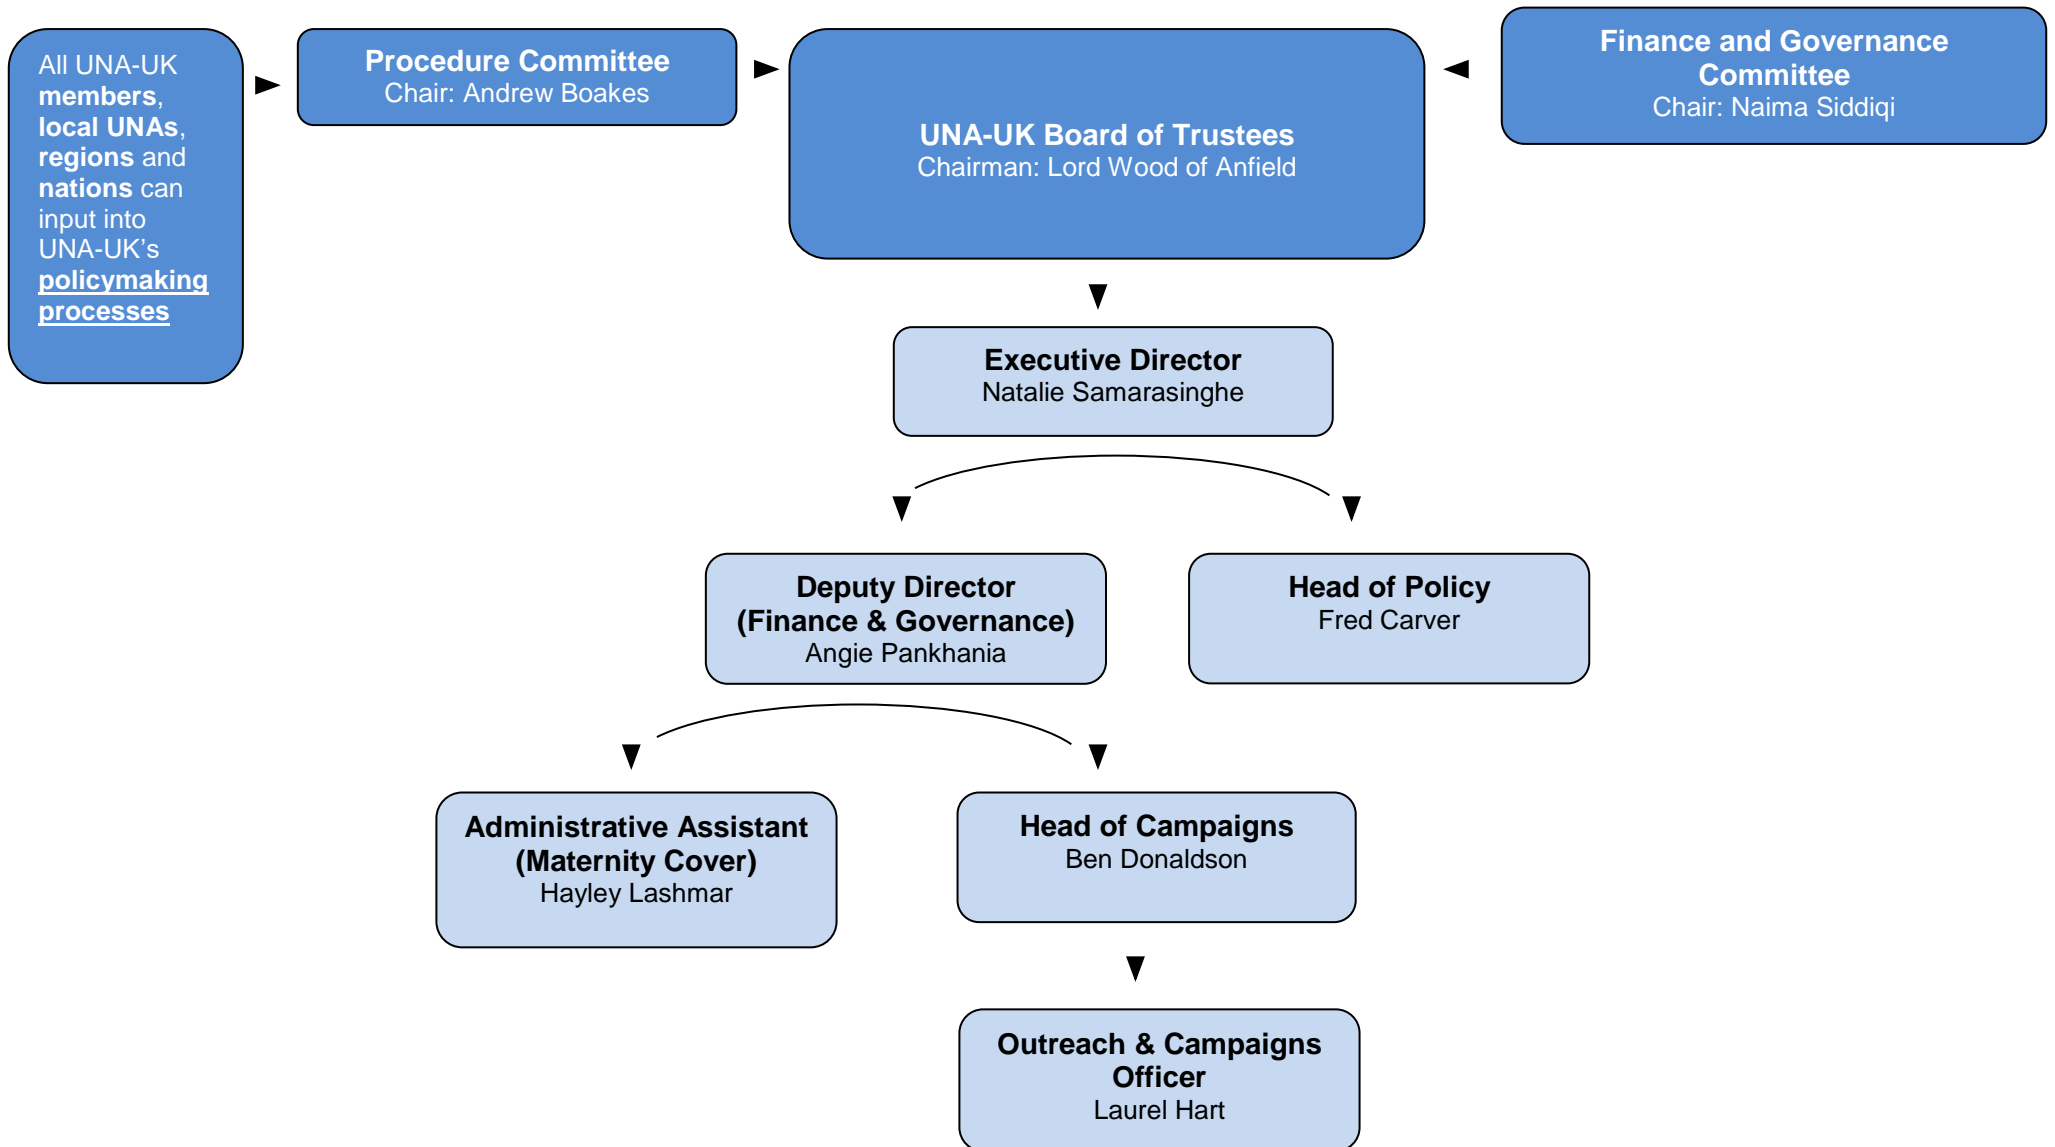 All UNA-UK
members,
local UNAs,
regions and
nations can
input into
UNA-UK’s
policymaking
processes
Procedure Committee
Chair: Andrew Boakes
UNA-UK Board of Trustees
Chairman: Lord Wood of Anfield
Finance and Governance
Committee
Chair: Naima Siddiqi
Executive Director
Natalie Samarasinghe
Deputy Director
(Finance & Governance)
Angie Pankhania
Head of Policy
Fred Carver
Administrative Assistant
(Maternity Cover)
Hayley Lashmar
Head of Campaigns
Ben Donaldson
Outreach & Campaigns
Officer
Laurel Hart